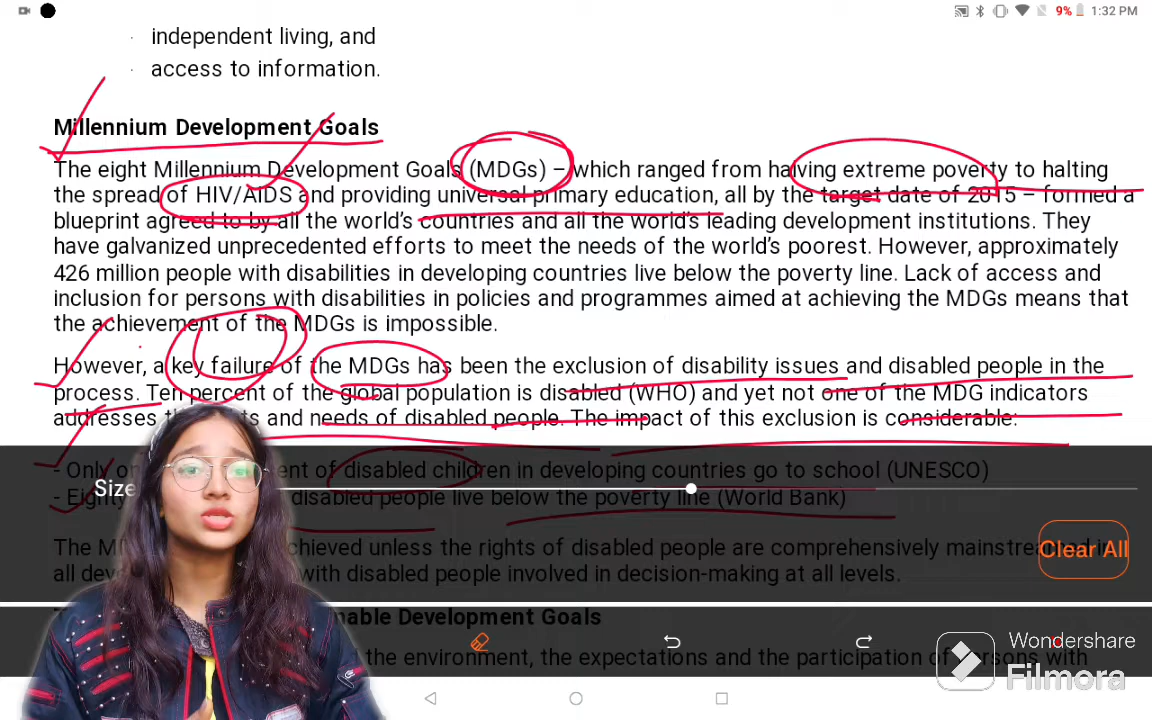 9% 1:32 PM
· independent living, and
· access to information.
Millennium Development Goals
The eight Millennium Development Goals (MDGs) – which ranged from halving extreme poverty to halting
the spread of HIV/AIDS and providing universal primary education, all by the target date of 2015 – formed a
blueprint agreed to by all the world’s countries and all the world’s leading development institutions. They
have galvanized unprecedented efforts to meet the needs of the world’s poorest. However, approximately
426 million people with disabilities in developing countries live below the poverty line. Lack of access and
inclusion for persons with disabilities in policies and programmes aimed at achieving the MDGs means that
the achievement of the MDGs is impossible.
However, a key failure of the MDGs has been the exclusion of disability issues and disabled people in the
process. Ten percent of the global population is disabled (WHO) and yet not one of the MDG indicators
addresses and needs of disabled people. The impact of this exclusion is considerable:
- Only of disabled children in developing countries go to school (UNESCO)
Size
- disabled people live below the poverty line (World Bank)
The unless the rights of disabled people are comprehensively
Clear All
all with disabled people involved in decision-making at all levels.
Development Goals
Wondershare
the environment, the expectations and the participation of persons with
Filmora